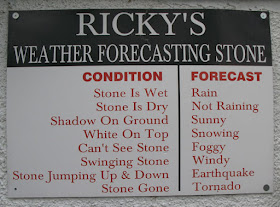 RICKY'S
WEATHER FORECASTING STONE
CONDITION FORECAST
Stone Is Wet Rain
Stone Is Dry Not Raining
Shadow On Ground Sunny
White On Top Snowing
Can't See Stone Foggy
Swinging Stone Windy
Stone Jumping Up & Down Earthquake
Stone Gone Tornado